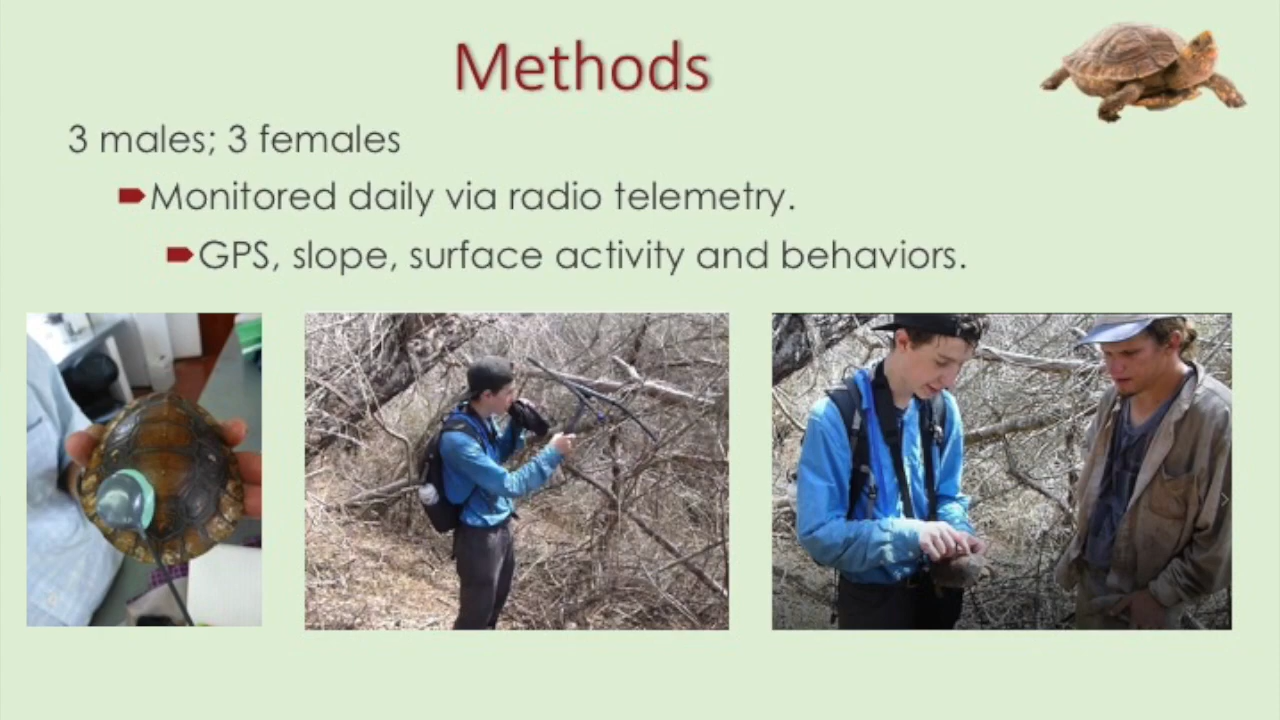 Methods
3 males; 3 females
Monitored daily via radio telemetry.
GPS, slope, surface activity and behaviors.